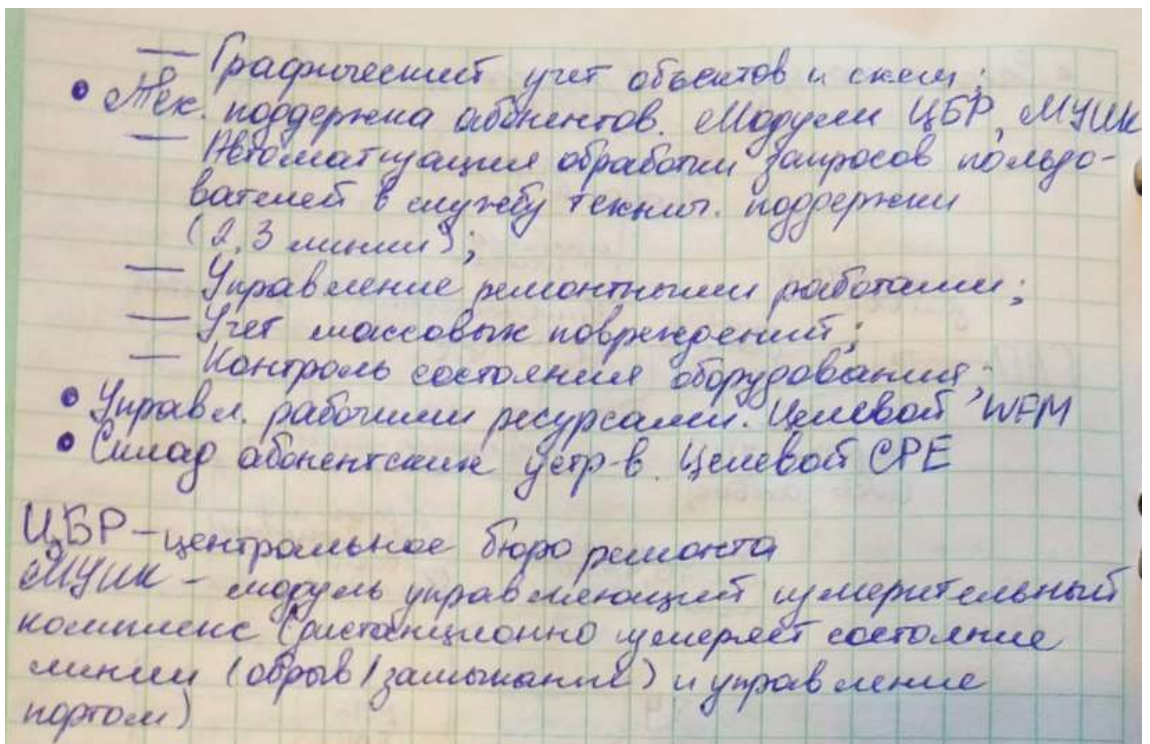 — Графический учет объектов и схем;
• Тех. поддержка абонентов. Модули ЦБР, МУИК
— Автоматизация обработки запросов пользо-
вателей в службу технич. поддержки
(2,3 линии);
— Управление ремонтными работами;
— Учет массовых повреждений;
— Контроль состояния оборудования;
• Управл. рабочими ресурсами. Целевой WFM
• Склад абонентских устр-в. Целевой CPE
ЦБР – центральное бюро ремонта
МУИК – модуль управляющий измерительный
комплекс (дистанционно измеряет состояние
линии (обрыв/замыкание) и управление
портом)